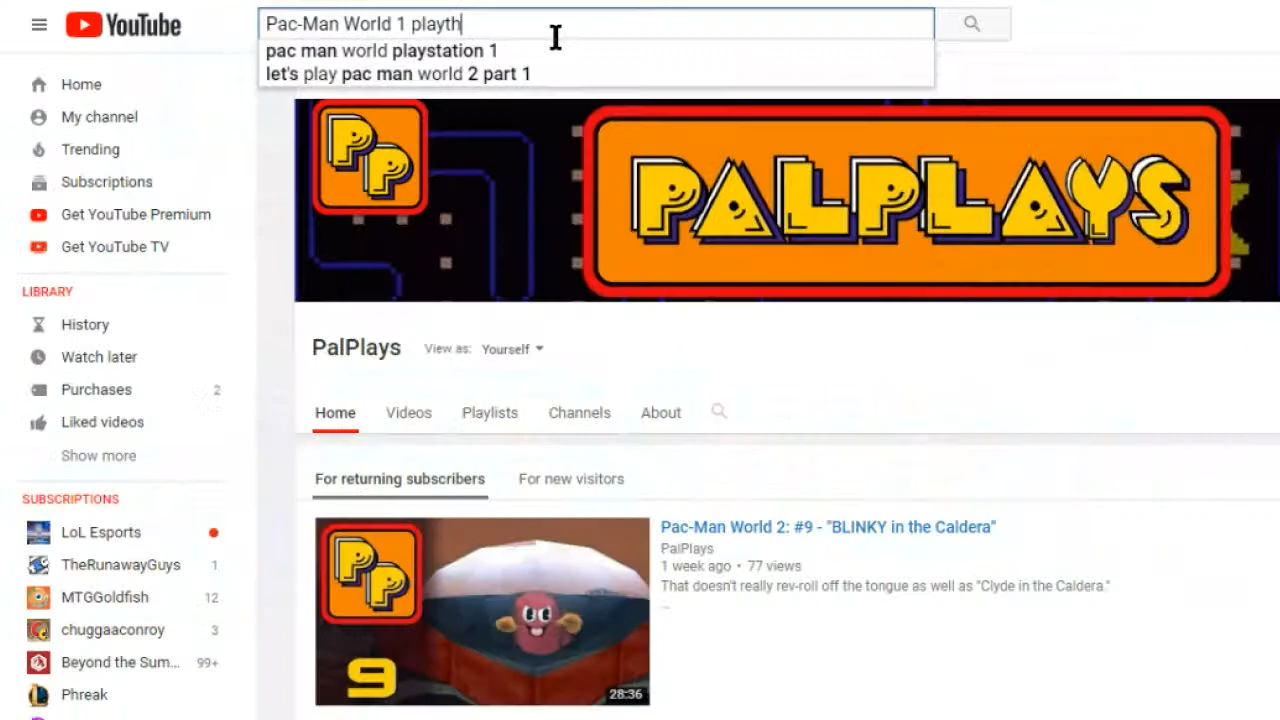 YouTube
Pac-Man World 1 playth
pac man world playstation 1
let's play pac man world 2 part 1
Home
My channel
Trending
Subscriptions
Get YouTube Premium
Get YouTube TV
LIBRARY
History
Watch later
Purchases 2
Liked videos
Show more
SUBSCRIPTIONS
LoL Esports
TheRunawayGuys 1
MTGGoldfish 12
chuggaaconroy 3
Beyond the Sum... 99+
Phreak
PP
PALPLAYS
PalPlays View as: Yourself
Home Videos Playlists Channels About
For returning subscribers For new visitors
PP
9
28:36
Pac-Man World 2: #9 - "BLINKY in the Caldera"
PalPlays
1 week ago • 77 views
That doesn't really rev-roll off the tongue as well as "Clyde in the Caldera."
...